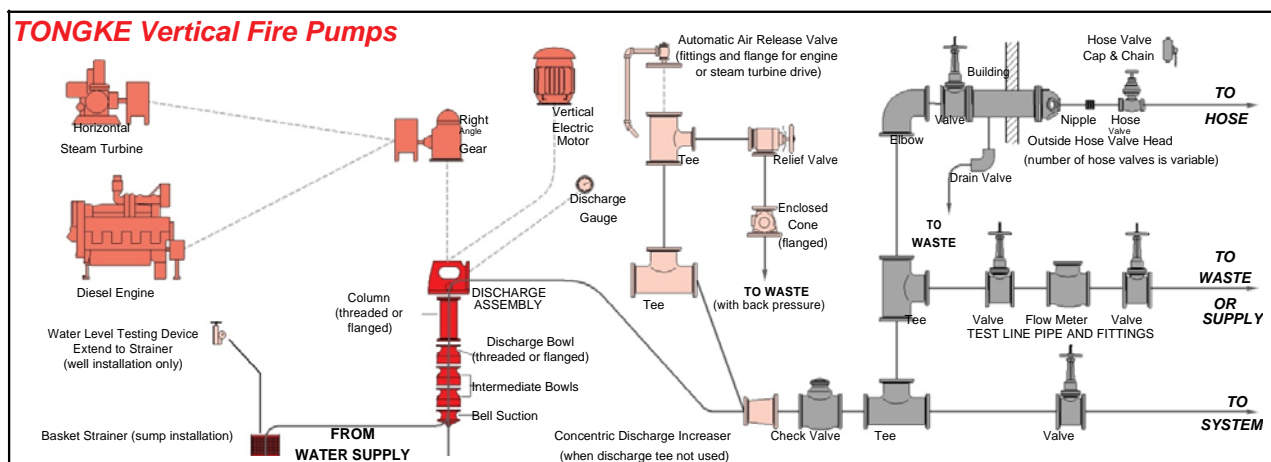 TONGKE Vertical Fire Pumps
Horizontal
Steam Turbine
Diesel Engine
Right
Angle
Gear
Vertical
Electric
Motor
Discharge
Gauge
Automatic Air Release Valve
(fittings and flange for engine
or steam turbine drive)
Tee
Relief Valve
Enclosed
Cone
(flanged)
TO WASTE
(with back pressure)
Tee
Hose Valve
Cap & Chain
Building
Elbow
Valve
Nipple
Hose
Valve
TO
HOSE
Outside Hose Valve Head
(number of hose valves is variable)
Drain Valve
TO
WASTE
Tee
Valve
Flow Meter
Valve
TEST LINE PIPE AND FITTINGS
TO
WASTE
OR
SUPPLY
DISCHARGE
ASSEMBLY
Column
(threaded or
flanged)
Discharge Bowl
(threaded or flanged)
Intermediate Bowls
Bell Suction
Water Level Testing Device
Extend to Strainer
(well installation only)
Basket Strainer (sump installation)
FROM
WATER SUPPLY
Concentric Discharge Increaser
(when discharge tee not used)
Check Valve
Tee
Valve
TO
SYSTEM